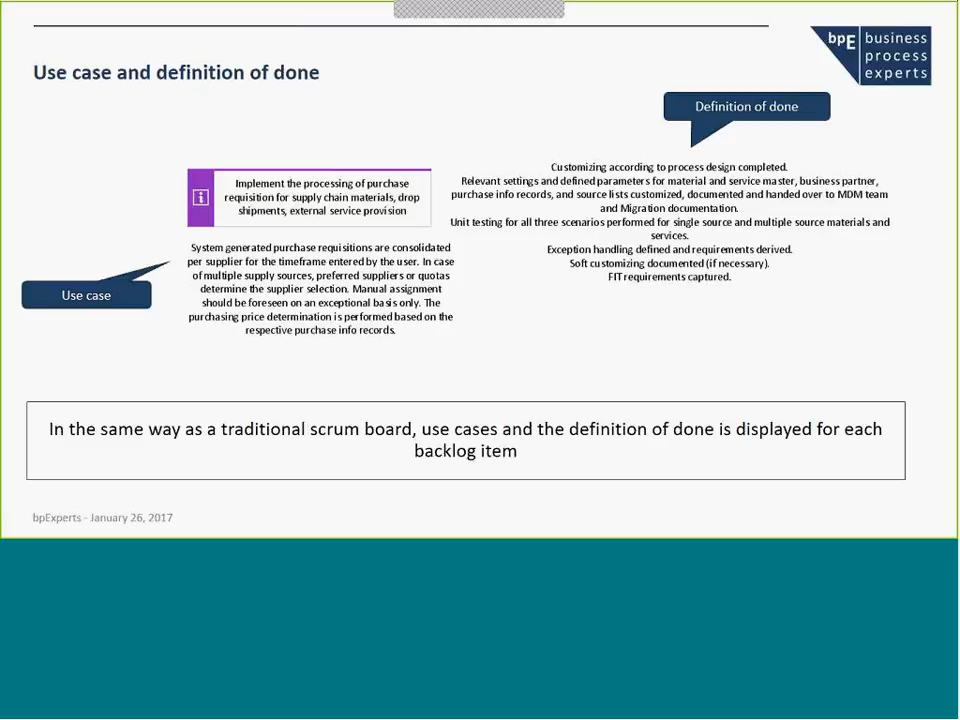 bpE business
process
experts
Use case and definition of done
Definition of done
Customizing according to process design completed.
Relevant settings and defined parameters for material and service master, business partner,
purchase info records, and source lists customized, documented and handed over to MDM team
and Migration documentation.
Unit testing for all three scenarios performed for single source and multiple source materials and
services.
Exception handling defined and requirements derived.
Soft customizing documented (if necessary).
FIT requirements captured.
Implement the processing of purchase
requisition for supply chain materials, drop
shipments, external service provision
System generated purchase requisitions are consolidated
per supplier for the timeframe entered by the user. In case
of multiple supply sources, preferred suppliers or quotas
determine the supplier selection. Manual assignment
should be foreseen on an exceptional basis only. The
purchasing price determination is performed based on the
respective purchase info records.
Use case
In the same way as a traditional scrum board, use cases and the definition of done is displayed for each
backlog item
bpExperts - January 26, 2017